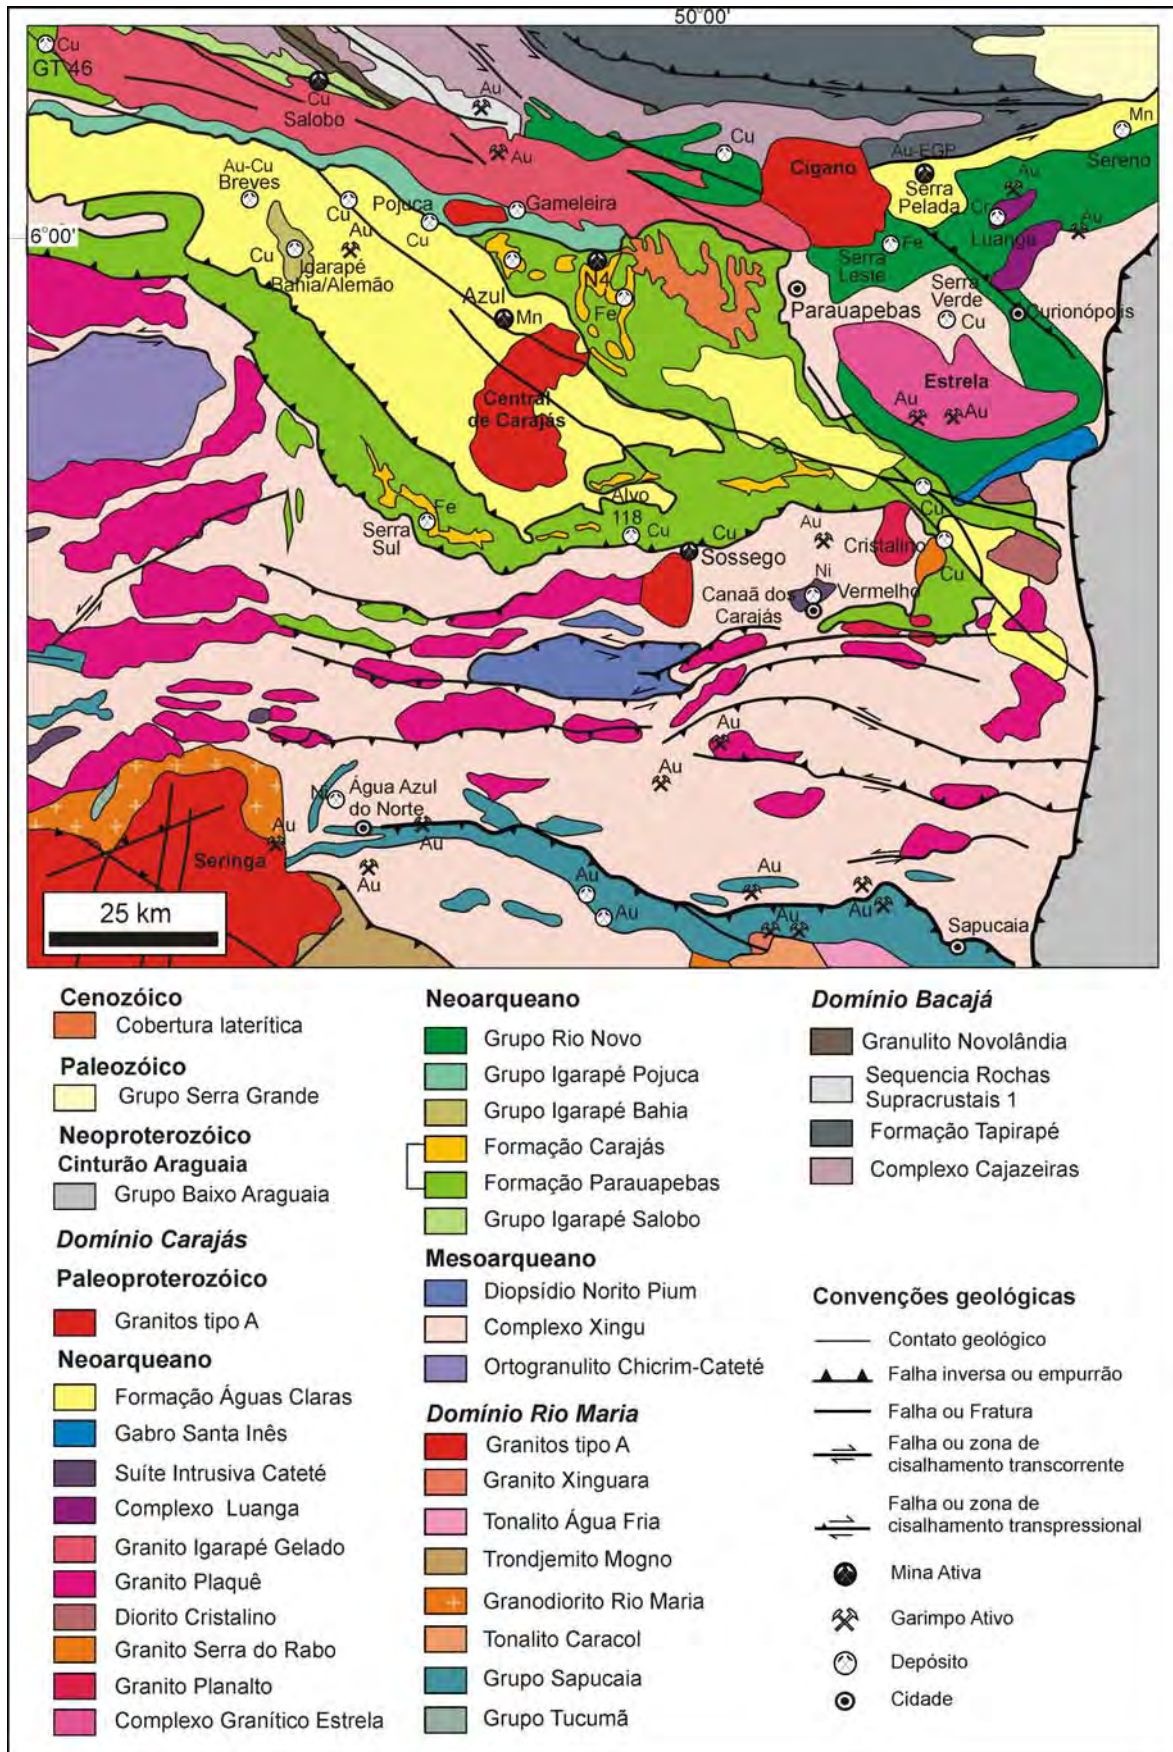 50°00'
Cu
GT 46
Cu
Salobo
Au
Au
Cu
Cigano
Au-EGP
Serra
Pelada
Mn
Sereno
Au
Cr
Luanga
Au
Au-Cu
Breves
Cu
Pojuca
Cu
Gameleira
6°00'
Cu
Au
Igarapé
Bahia/Alemão
Azul
Mn
N4
Fe
Fe
Serra
Leste
Parauapebas
Serra
Verde
Cu
Curionópolis
Central
de Carajás
Estrela
Au
Au
Fe
Serra
Sul
Alvo
118
Cu
Cu
Sossego
Au
Cristalino
Cu
Cu
Ni
Vermelho
Canaã dos
Carajás
Au
Au
Ni
Água Azul
do Norte
Au
Au
Seringa
Au
Au
Au
Au
Au
Au
Sapucaia
25 km
Cenozóico
Cobertura laterítica
Paleozóico
Grupo Serra Grande
Neoproterozóico
Cinturão Araguaia
Grupo Baixo Araguaia
Domínio Carajás
Paleoproterozóico
Granitos tipo A
Neoarqueano
Formação Águas Claras
Gabro Santa Inês
Suíte Intrusiva Cateté
Complexo Luanga
Granito Igarapé Gelado
Granito Plaquê
Diorito Cristalino
Granito Serra do Rabo
Granito Planalto
Complexo Granítico Estrela
Neoarqueano
Grupo Rio Novo
Grupo Igarapé Pojuca
Grupo Igarapé Bahia
Formação Carajás
Formação Parauapebas
Grupo Igarapé Salobo
Mesoarqueano
Diopsídio Norito Pium
Complexo Xingu
Ortogranulito Chicrim-Cateté
Domínio Rio Maria
Granitos tipo A
Granito Xinguara
Tonalito Água Fria
Trondjemito Mogno
Granodiorito Rio Maria
Tonalito Caracol
Grupo Sapucaia
Grupo Tucumã
Domínio Bacajá
Granulito Novolândia
Sequencia Rochas
Supracrustais 1
Formação Tapirapé
Complexo Cajazeiras
Convenções geológicas
Contato geológico
Falha inversa ou empurrão
Falha ou Fratura
Falha ou zona de
cisalhamento transcorrente
Falha ou zona de
cisalhamento transpressional
Mina Ativa
Garimpo Ativo
Depósito
Cidade